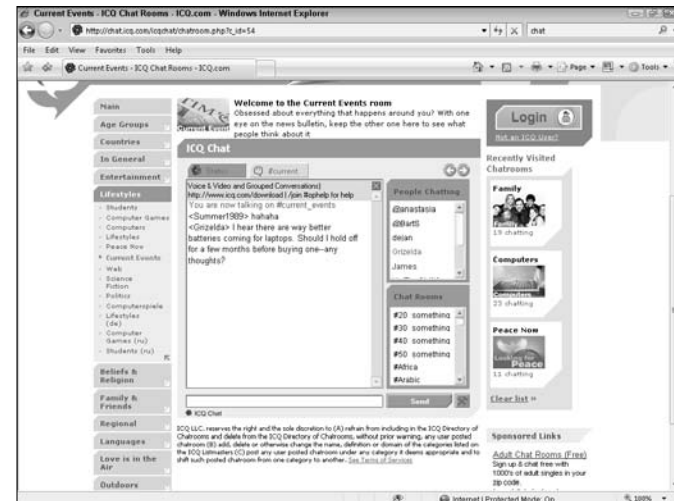 Current Events - ICQ Chat Rooms - ICQ.com - Windows Internet Explorer
http://chat.icq.com/icqchat/chatroom.php?c_id=54
chat
File Edit View Favorites Tools Help
Current Events - ICQ Chat Rooms - ICQ.com
Page
Tools
Main
Age Groups
Countries
In General
Entertainment
Lifestyles
Students
Computer Games
Computers
Lifestyles
Peace Now
Current Events
Web
Science
Fiction
Politics
Computerspiele
Lifestyles
(de)
Computer
Games (ru)
Students (ru)
Beliefs &
Religion
Family &
Friends
Regional
Languages
Love is in the
Air
Outdoors
Welcome to the Current Events room
Obsessed about everything that happens around you? With one
eye on the news bulletin, keep the other one here to see what
people think about it
ICQ Chat
Status
#current
Voice & Video and Grouped Conversations)
http://www.icq.com/download | /join #ophelp for help
You are now talking on #current_events
<Summer1989> hahaha
<Grizelda> I hear there are way better
batteries coming for laptops. Should I hold off
for a few months before buying one--any
thoughts?
People Chatting
@anastasia
@BartS
dejan
Grizelda
James
Chat Rooms
#20_something
#30_something
#40_something
#50_something
#Africa
#Arabic
Send
ICQ Chat
ICQ LLC. reserves the right and the sole discretion to (A) refrain from including in the ICQ Directory of
Chatrooms and delete from the ICQ Directory of Chatrooms, without prior warning, any user posted
chatroom (B) add, delete or otherwise change the name, definition or domain of the categories listed on
the ICQ Listmasters (C) post any user posted chatroom under any category it deems appropriate and to
shift such posted chatroom from one category to another. See Terms of Services
Login
Not an ICQ User?
Recently Visited
Chatrooms
Family
19 chatting
Computers
Computers
23 chatting
Peace Now
Looking for
Peace
11 chatting
Clear list »
Sponsored Links
Adult Chat Rooms (Free)
Sign up & chat free with
1000's of adult singles in your
zip code.
Internet | Protected Mode: On
100%